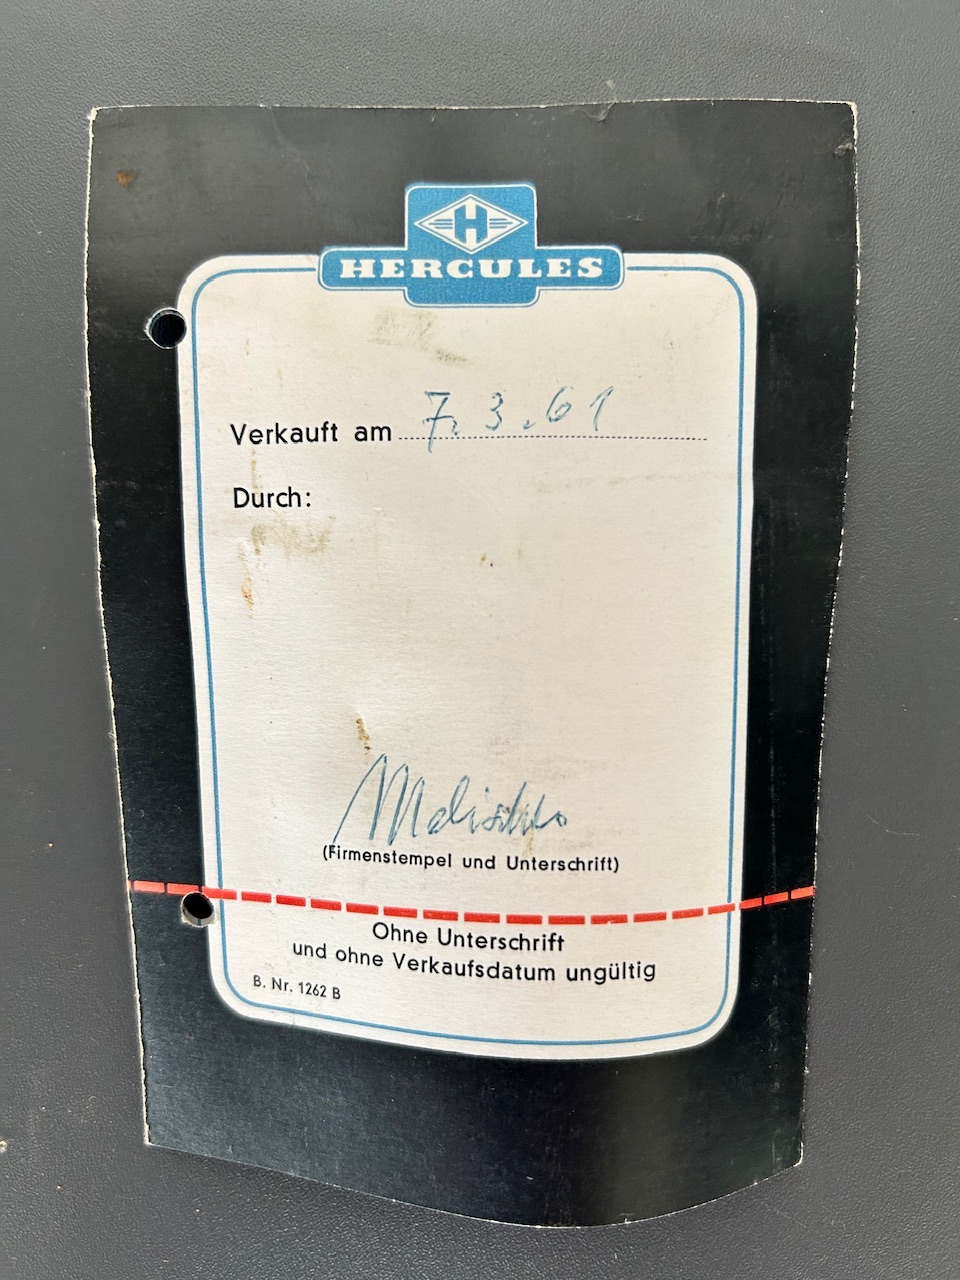 H
HERCULES
Verkauft am 7.3.61
Durch:
(Firmenstempel und Unterschrift)
Ohne Unterschrift
und ohne Verkaufsdatum ungültig
B. Nr. 1262 B